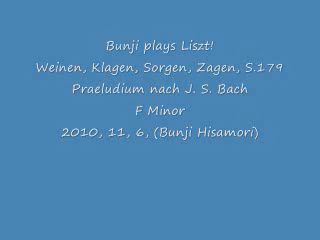 Bunji plays Liszt!
Weinen, Klagen, Sorgen, Zagen, S.179
Praeludium nach J. S. Bach
F Minor
2010, 11, 6, (Bunji Hisamori)